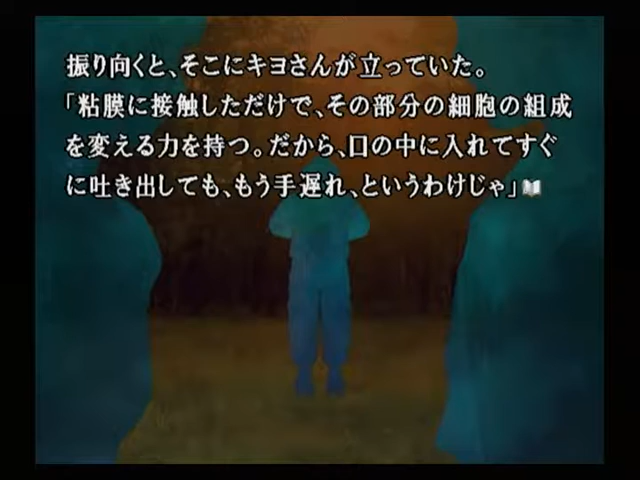 振り向くと、そこにキヨさんが立っていた。
「粘膜に接触しただけで、その部分の細胞の組成
を変える力を持つ。だから、口の中に入れてすぐ
に吐き出しても、もう手遅れ、というわけじゃ」